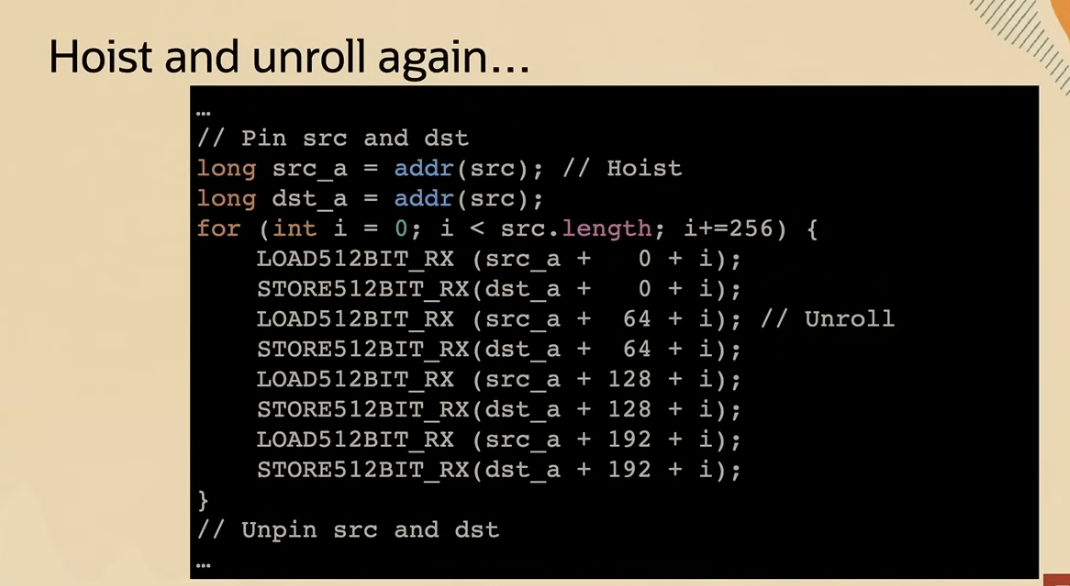 Hoist and unroll again...
...
// Pin src and dst
long src_a = addr(src); // Hoist
long dst_a = addr(src);
for (int i = 0; i < src.length; i+=256) {
    LOAD512BIT_RX (src_a +   0 + i);
    STORE512BIT_RX(dst_a +   0 + i);
    LOAD512BIT_RX (src_a +  64 + i); // Unroll
    STORE512BIT_RX(dst_a +  64 + i);
    LOAD512BIT_RX (src_a + 128 + i);
    STORE512BIT_RX(dst_a + 128 + i);
    LOAD512BIT_RX (src_a + 192 + i);
    STORE512BIT_RX(dst_a + 192 + i);
}
// Unpin src and dst
...